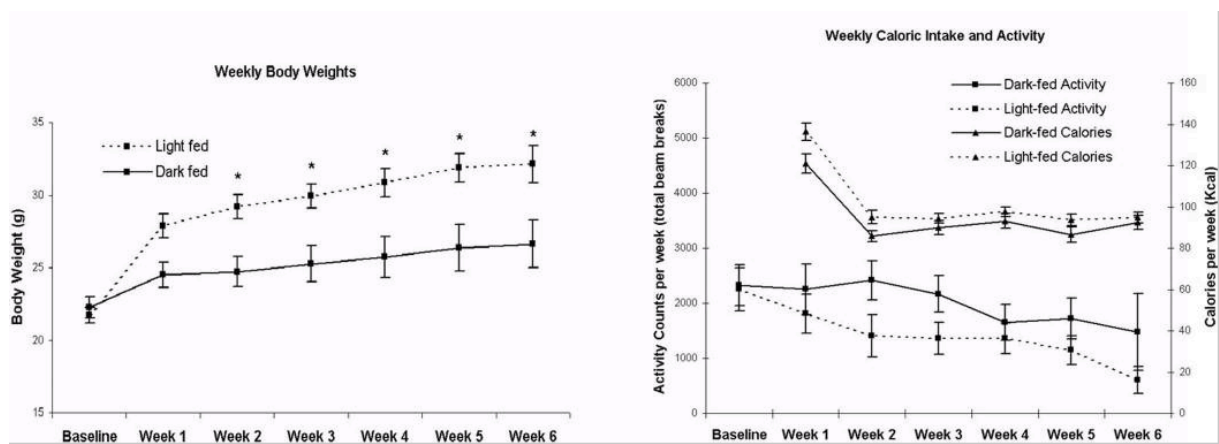 Weekly Body Weights
Light fed
Dark fed
*
*
*
*
*
Body Weight (g)
35
30
25
20
15
Baseline Week 1 Week 2 Week 3 Week 4 Week 5 Week 6
Weekly Caloric Intake and Activity
Dark-fed Activity
Light-fed Activity
Dark-fed Calories
Light-fed Calories
Activity Counts per week (total beam breaks)
6000
5000
4000
3000
2000
1000
0
Calories per week (Kcal)
160
140
120
100
80
60
40
20
0
Baseline Week 1 Week 2 Week 3 Week 4 Week 5 Week 6